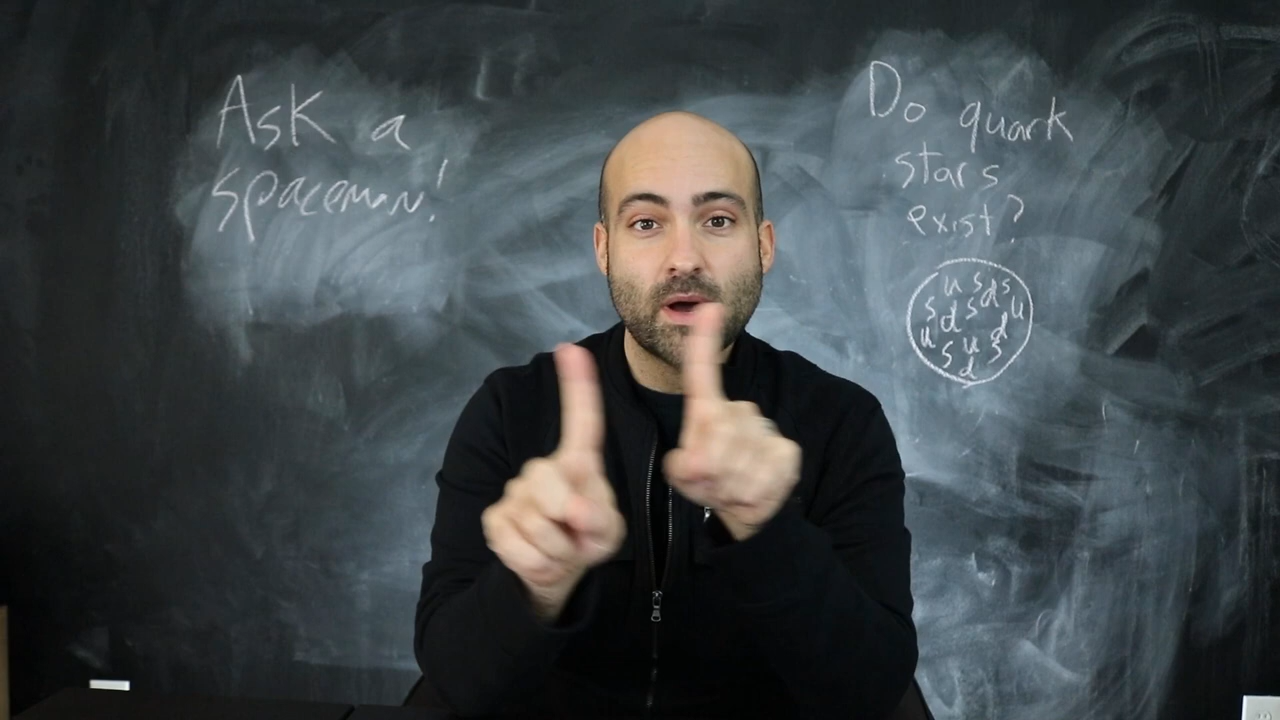 Ask a
spaceman!
Do quark
stars
exist?
u s d s
s d s u
u d
s u s
d